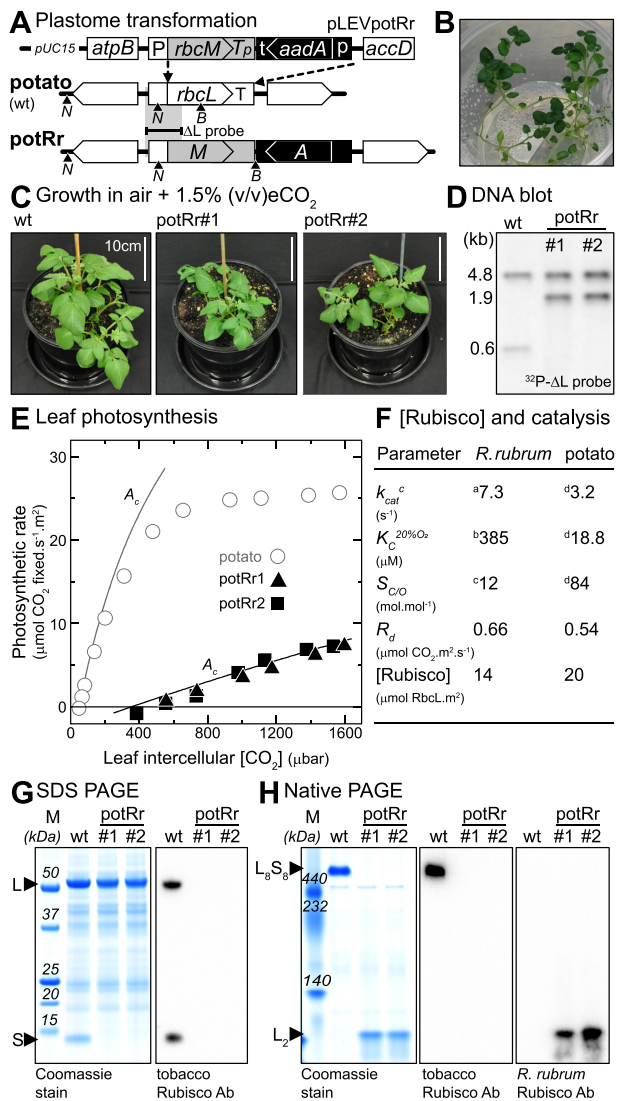 A Plastome transformation
pLEVpotRr
pUC15 atpB P rbcM Tp t aadA p accD
potato
(wt)
rbcL T
N N B
ΔL probe
potRr
M A
N N B
B
C Growth in air + 1.5% (v/v)eCO2
wt potRr#1 potRr#2
10cm
D DNA blot
wt potRr
(kb) #1 #2
4.8
1.9
0.6
32P-ΔL probe
E Leaf photosynthesis
Photosynthetic rate
(μmol CO2 fixed.s-1.m2)
30
20
10
0
Ac
potato
potRr1
potRr2
Ac
0 400 800 1200 1600
Leaf intercellular [CO2] (μbar)
F [Rubisco] and catalysis
Parameter R. rubrum potato
kcat c a7.3 d3.2
(s-1)
KC 20%O2 b385 d18.8
(μM)
SC/O c12 d84
(mol.mol-1)
Rd 0.66 0.54
(μmol CO2.m2.s-1)
[Rubisco] 14 20
(μmol RbcL.m2)
G SDS PAGE
M potRr potRr
(kDa) wt #1 #2 wt #1 #2
L
50
37
25
20
15
S
Coomassie
stain
tobacco
Rubisco Ab
H Native PAGE
M potRr potRr potRr
(kDa) wt #1 #2 wt #1 #2 wt #1 #2
L8S8
440
232
140
L2
Coomassie
stain
tobacco
Rubisco Ab
R. rubrum
Rubisco Ab